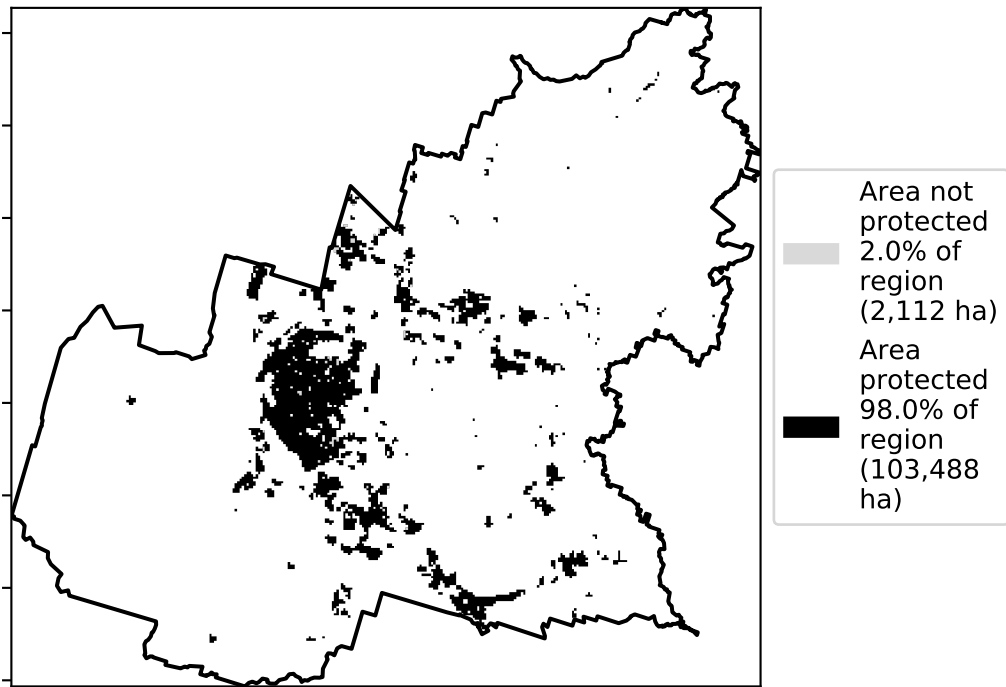 Area not
protected
2.0% of
region
(2,112 ha)
Area
protected
98.0% of
region
(103,488
ha)